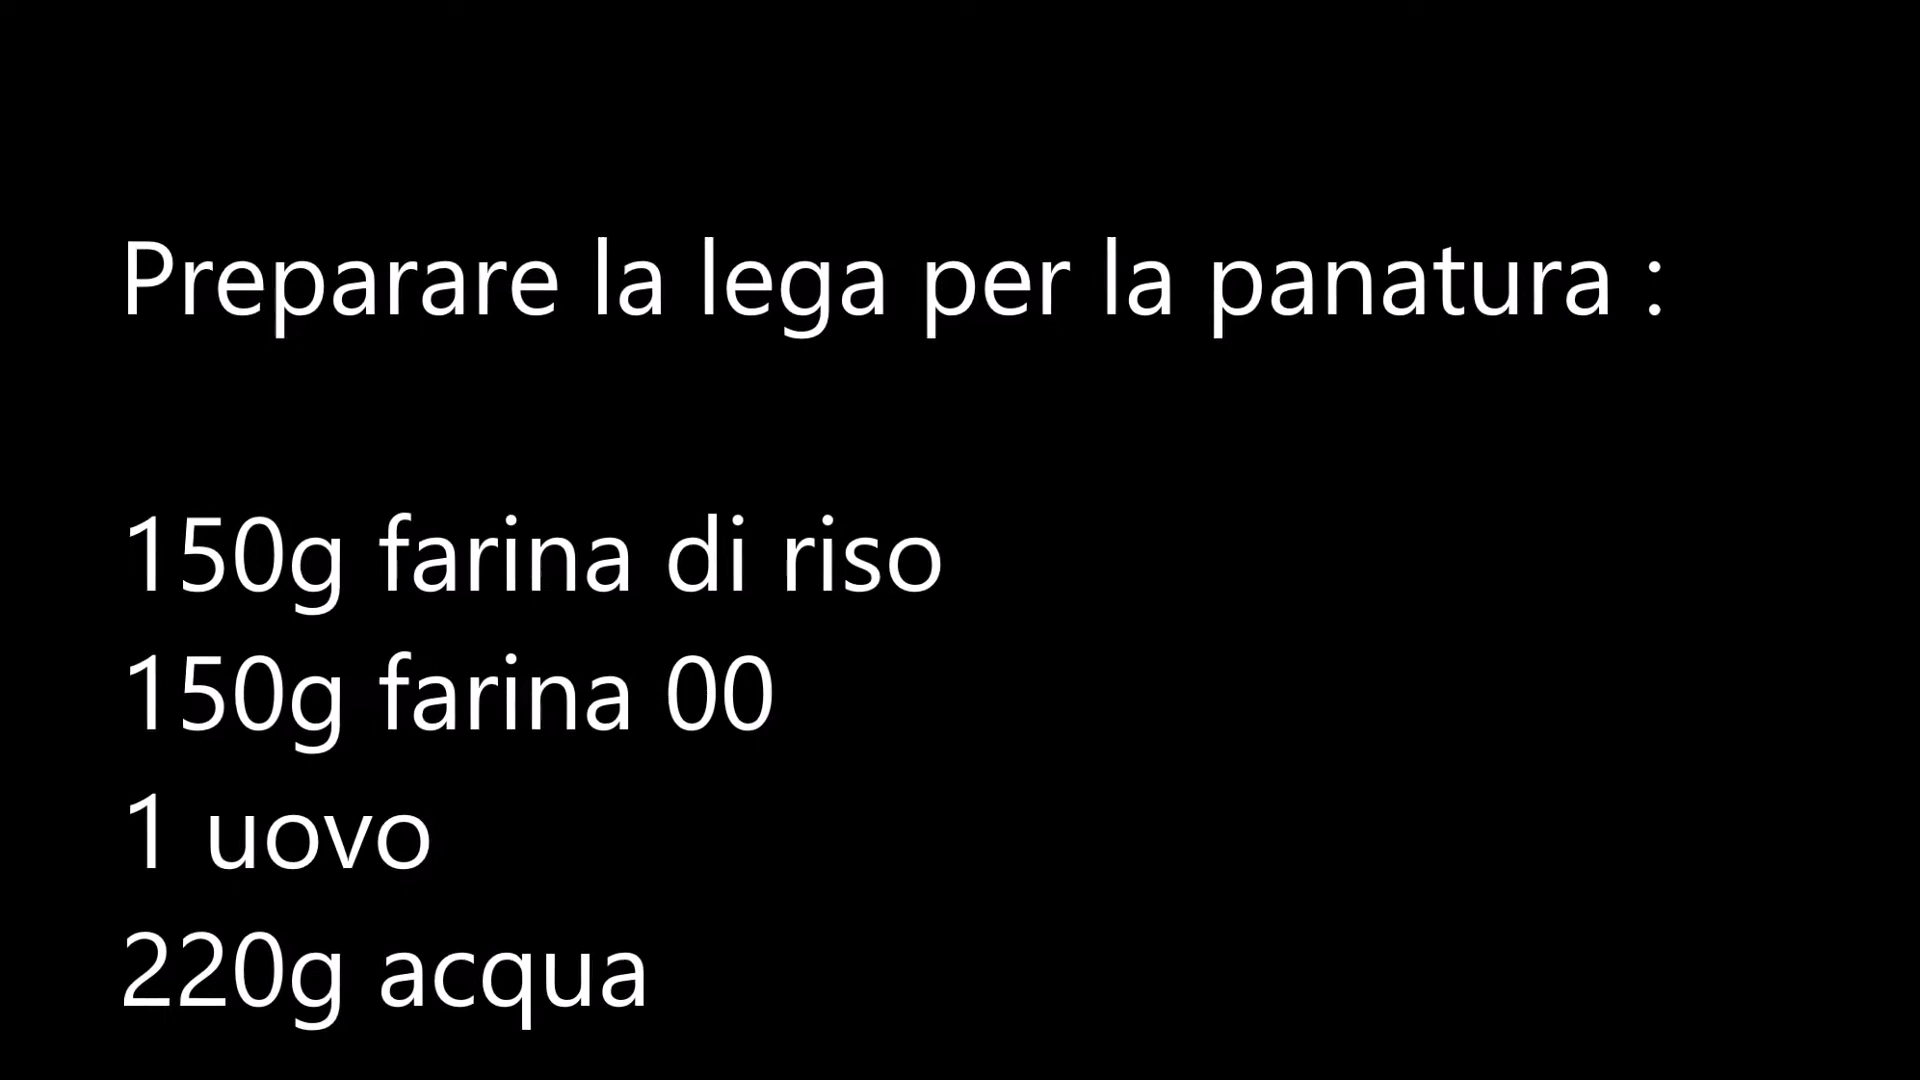 Preparare la lega per la panatura :
150g farina di riso
150g farina 00
1 uovo
220g acqua